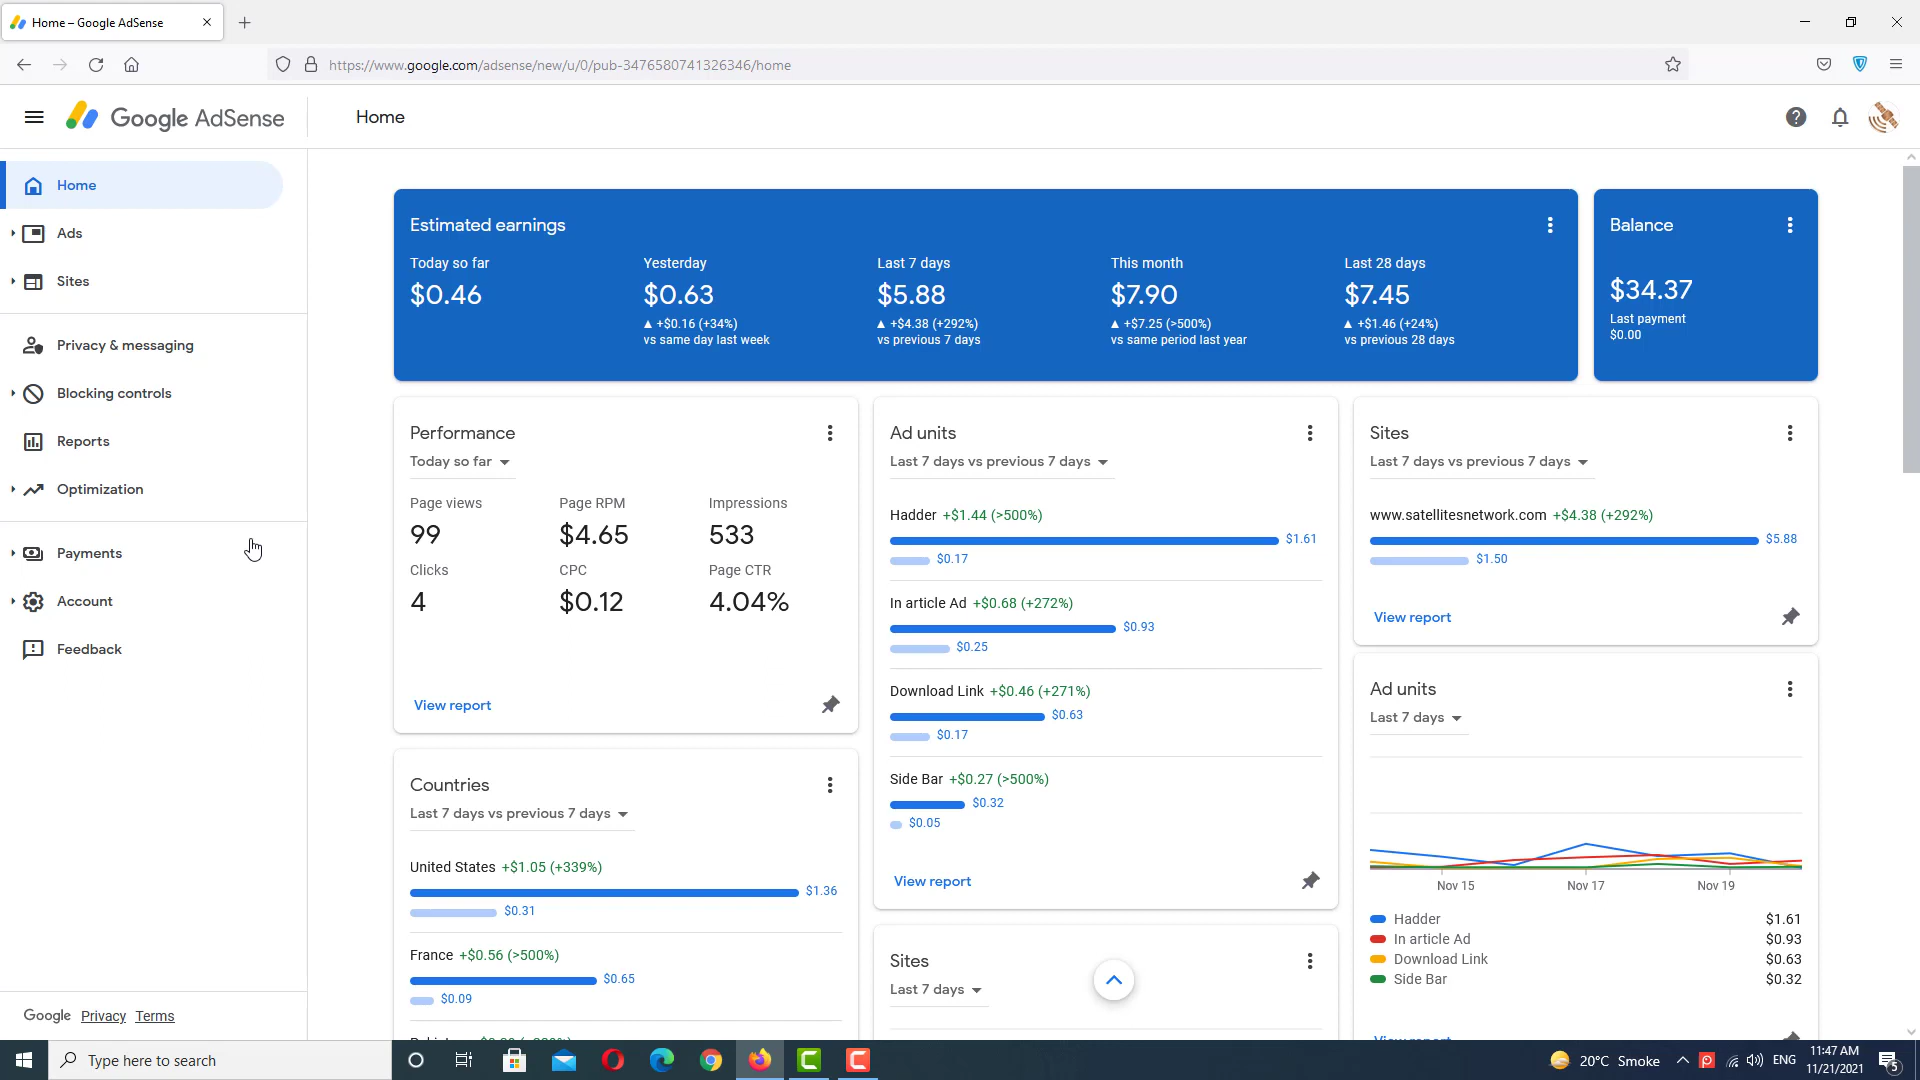 Home – Google AdSense
https://www.google.com/adsense/new/u/0/pub-3476580741326346/home
Google AdSense
Home
Home
Ads
Sites
Privacy & messaging
Blocking controls
Reports
Optimization
Payments
Account
Feedback
Google Privacy Terms
Estimated earnings
Today so far
$0.46
Yesterday
$0.63
+$0.16 (+34%)
vs same day last week
Last 7 days
$5.88
+$4.38 (+292%)
vs previous 7 days
This month
$7.90
+$7.25 (>500%)
vs same period last year
Last 28 days
$7.45
+$1.46 (+24%)
vs previous 28 days
Balance
$34.37
Last payment
$0.00
Performance
Today so far
Page views
99
Page RPM
$4.65
Impressions
533
Clicks
4
CPC
$0.12
Page CTR
4.04%
View report
Countries
Last 7 days vs previous 7 days
United States +$1.05 (+339%)
$1.36
$0.31
France +$0.56 (>500%)
$0.65
$0.09
Ad units
Last 7 days vs previous 7 days
Hadder +$1.44 (>500%)
$1.61
$0.17
In article Ad +$0.68 (+272%)
$0.93
$0.25
Download Link +$0.46 (+271%)
$0.63
$0.17
Side Bar +$0.27 (>500%)
$0.32
$0.05
View report
Sites
Last 7 days
Sites
Last 7 days vs previous 7 days
www.satellitesnetwork.com +$4.38 (+292%)
$5.88
$1.50
View report
Ad units
Last 7 days
Nov 15 Nov 17 Nov 19
Hadder $1.61
In article Ad $0.93
Download Link $0.63
Side Bar $0.32
Type here to search
20°C Smoke
ENG
11:47 AM
11/21/2021
5